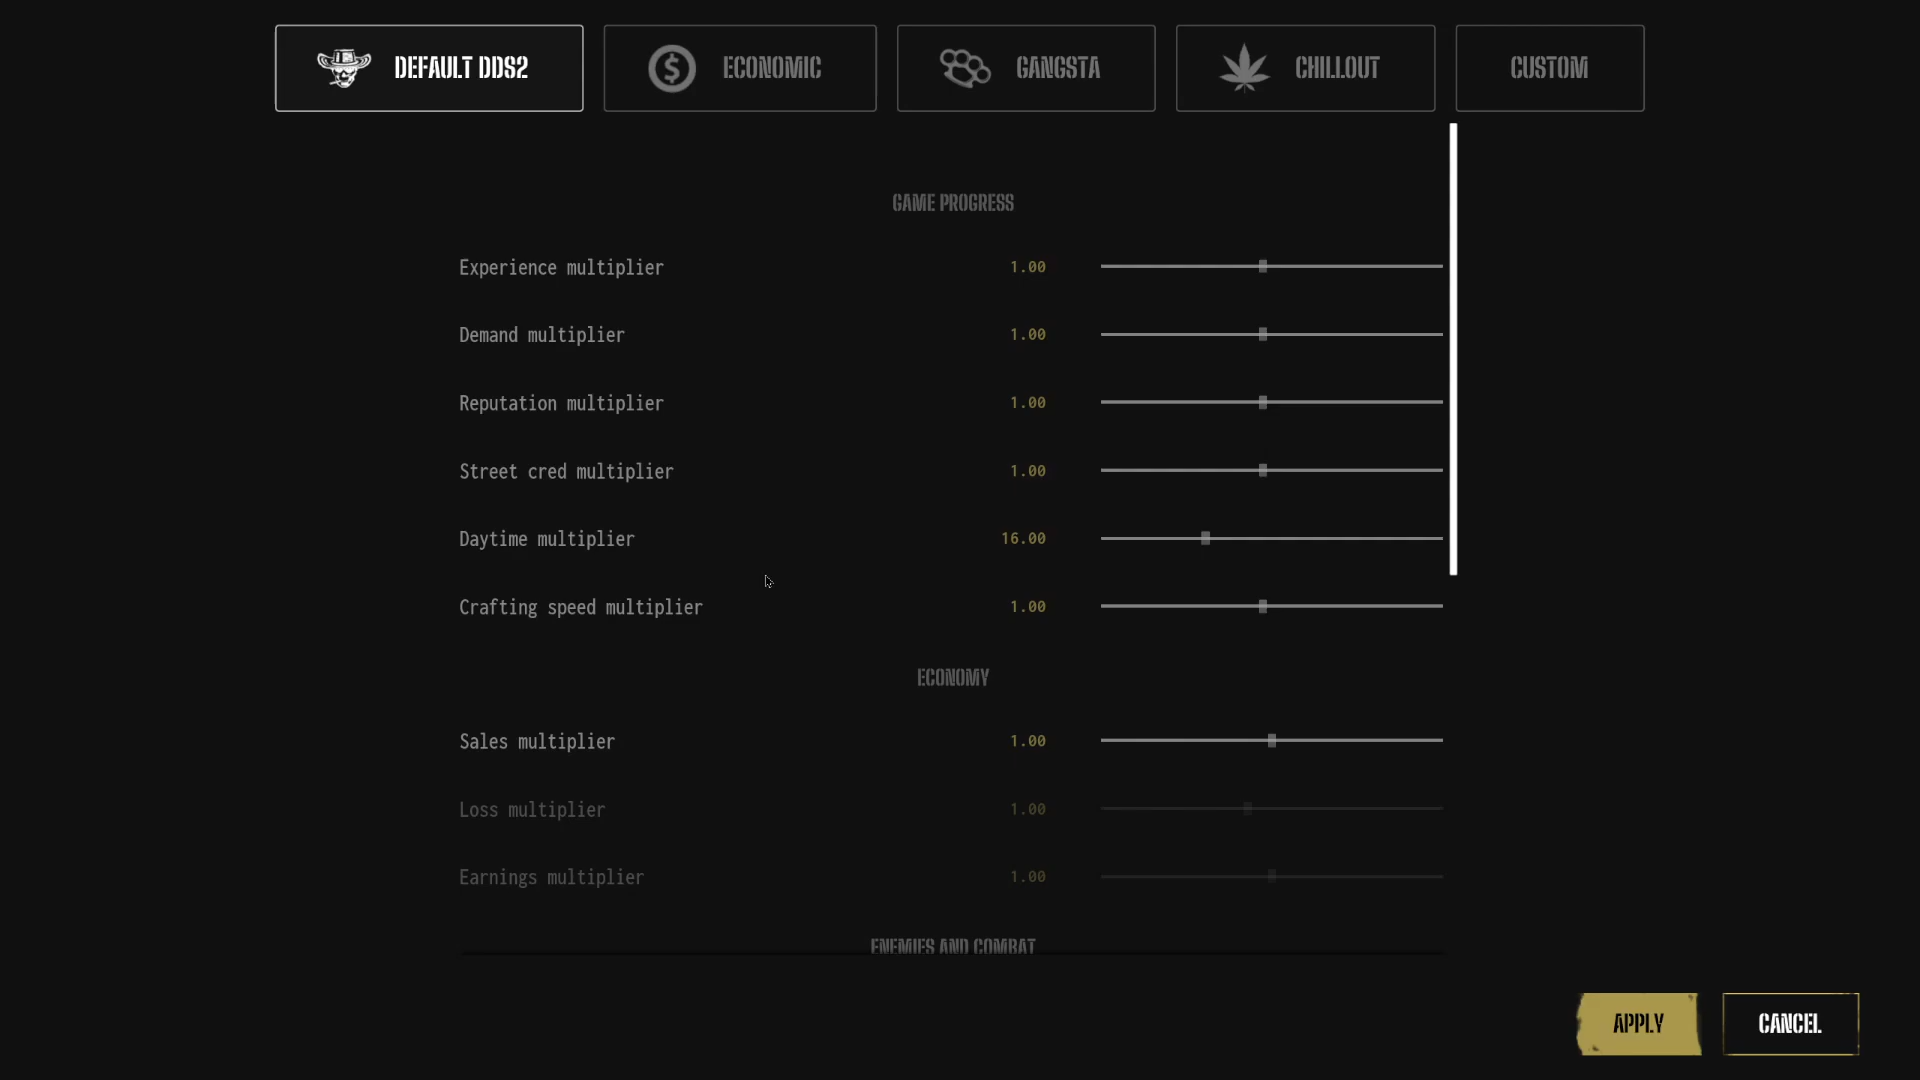 DEFAULT DDS2
ECONOMIC
GANGSTA
CHILLOUT
CUSTOM
GAME PROGRESS
Experience multiplier 1.00
Demand multiplier 1.00
Reputation multiplier 1.00
Street cred multiplier 1.00
Daytime multiplier 16.00
Crafting speed multiplier 1.00
ECONOMY
Sales multiplier 1.00
Loss multiplier 1.00
Earnings multiplier 1.00
ENEMIES AND COMBAT
APPLY
CANCEL